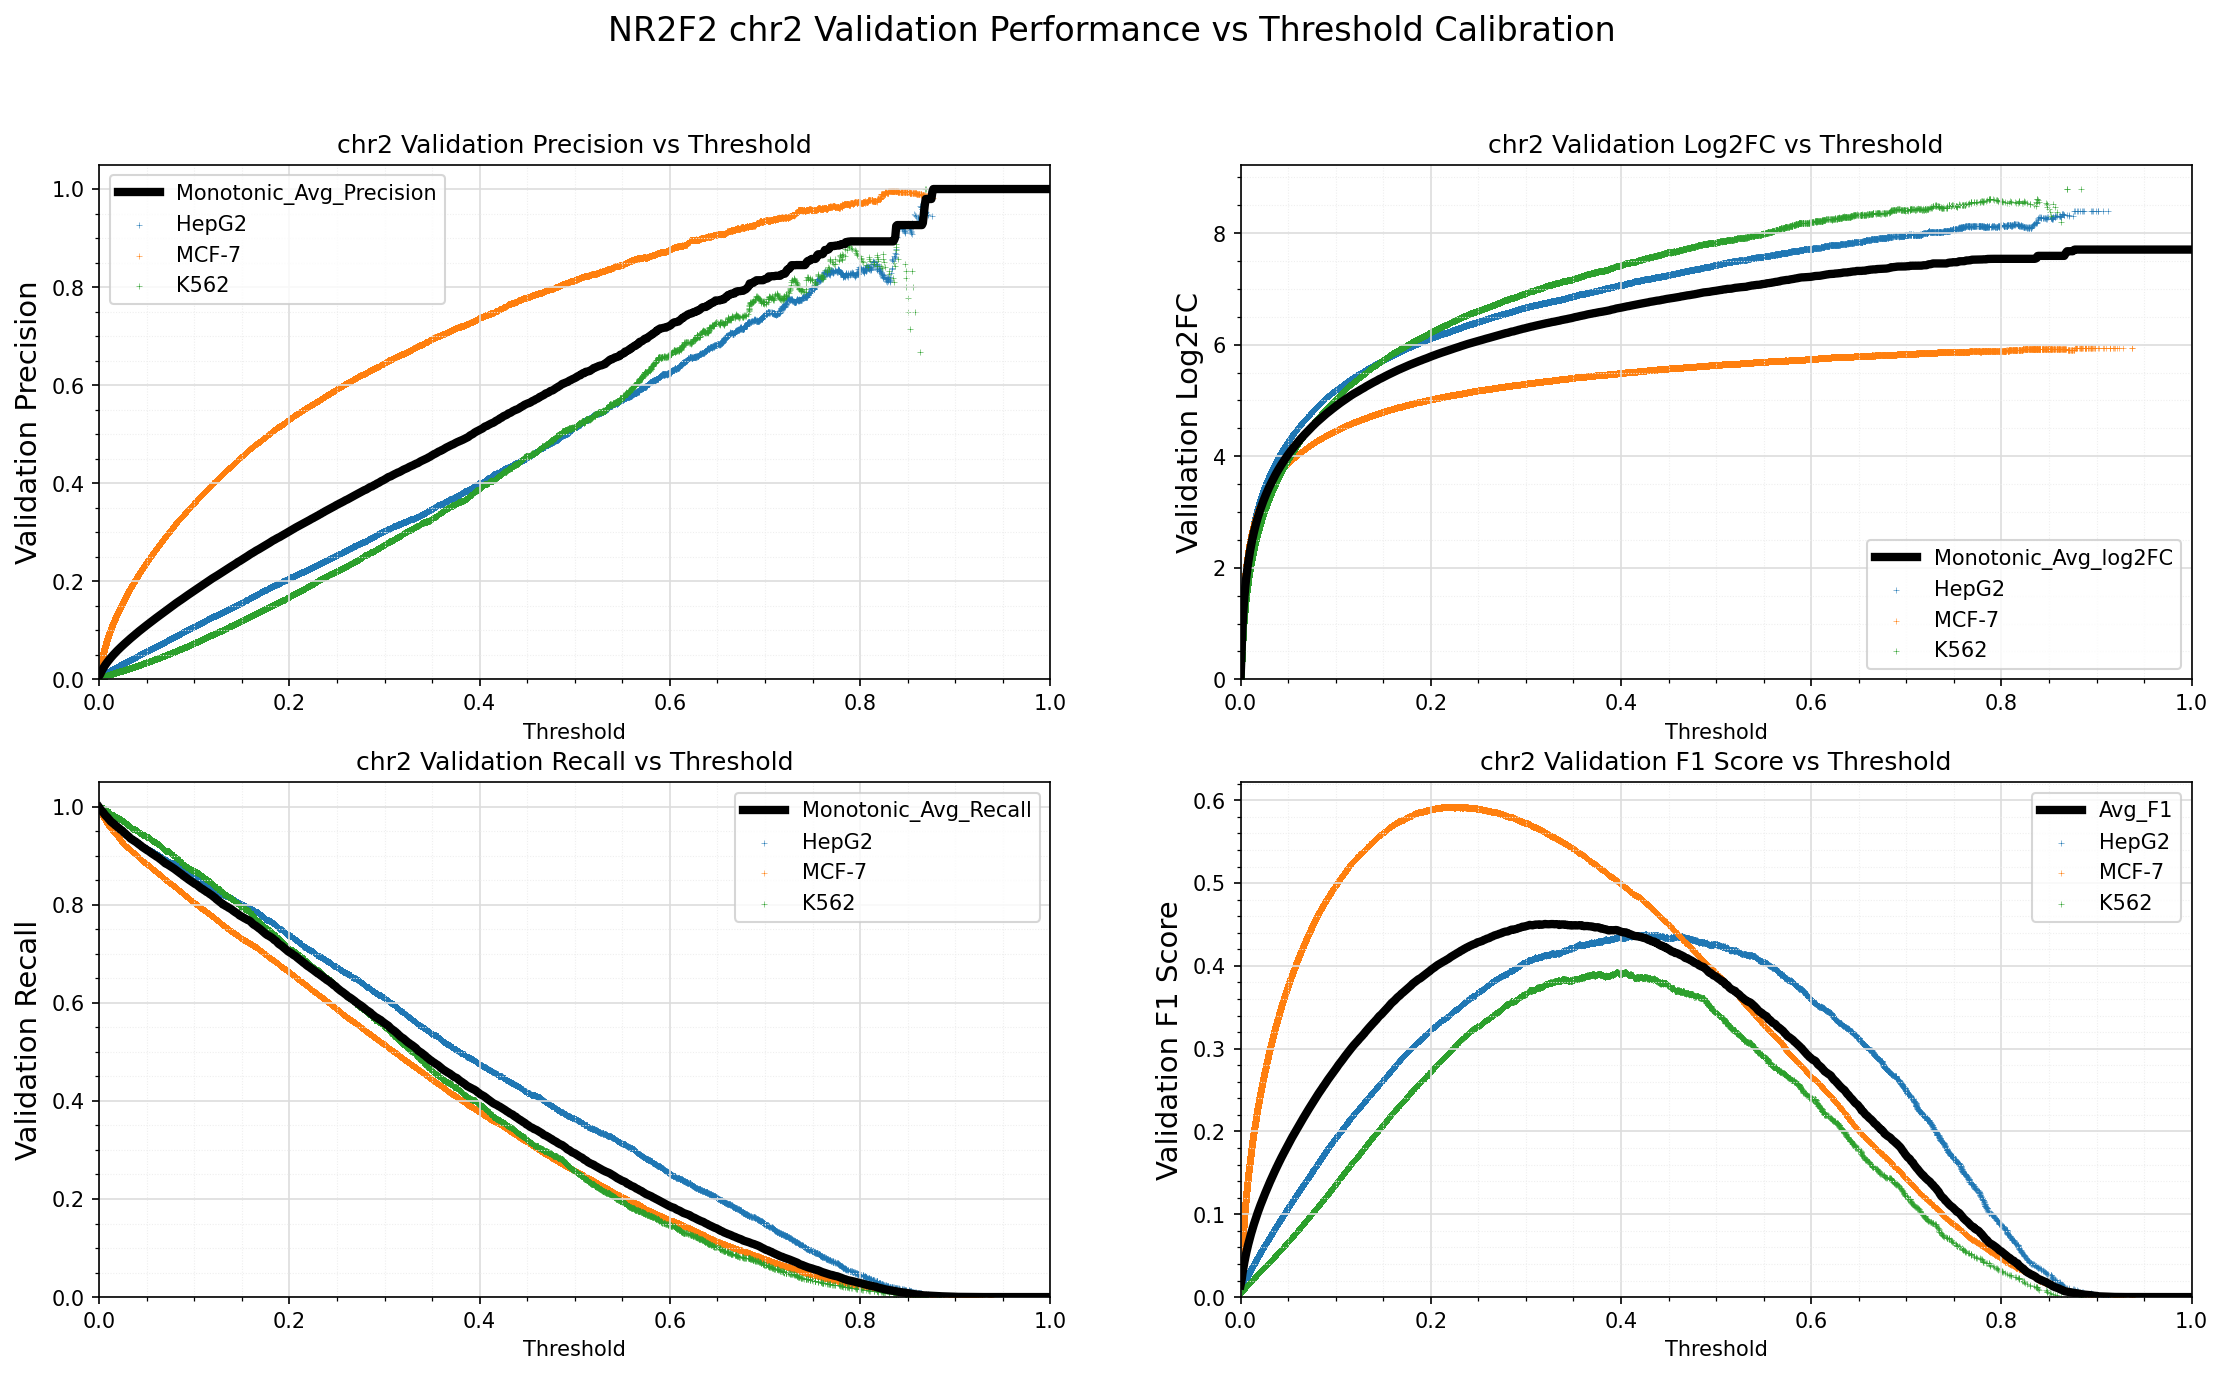 NR2F2 chr2 Validation Performance vs Threshold Calibration
chr2 Validation Precision vs Threshold
Validation Precision
1.0
0.8
0.6
0.4
0.2
0.0
Monotonic_Avg_Precision
HepG2
MCF-7
K562
0.0 0.2 0.4 0.6 0.8 1.0
Threshold
chr2 Validation Log2FC vs Threshold
Validation Log2FC
8
6
4
2
0
Monotonic_Avg_log2FC
HepG2
MCF-7
K562
0.0 0.2 0.4 0.6 0.8 1.0
Threshold
chr2 Validation Recall vs Threshold
Validation Recall
1.0
0.8
0.6
0.4
0.2
0.0
Monotonic_Avg_Recall
HepG2
MCF-7
K562
0.0 0.2 0.4 0.6 0.8 1.0
Threshold
chr2 Validation F1 Score vs Threshold
Validation F1 Score
0.6
0.5
0.4
0.3
0.2
0.1
0.0
Avg_F1
HepG2
MCF-7
K562
0.0 0.2 0.4 0.6 0.8 1.0
Threshold